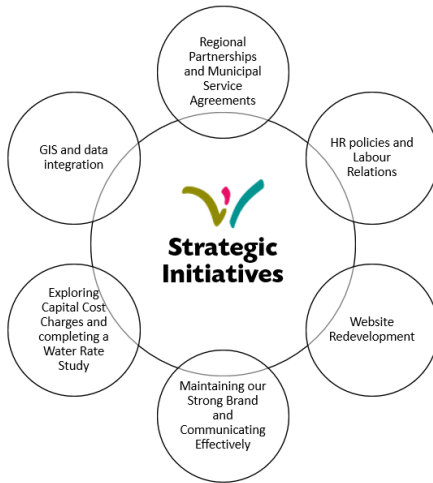 Regional
Partnerships
and Municipal
Service
Agreements
GIS and data
integration
HR policies and
Labour
Relations
Strategic
Initiatives
Exploring
Capital Cost
Charges and
completing a
Water Rate
Study
Website
Redevelopment
Maintaining our
Strong Brand
and
Communicating
Effectively